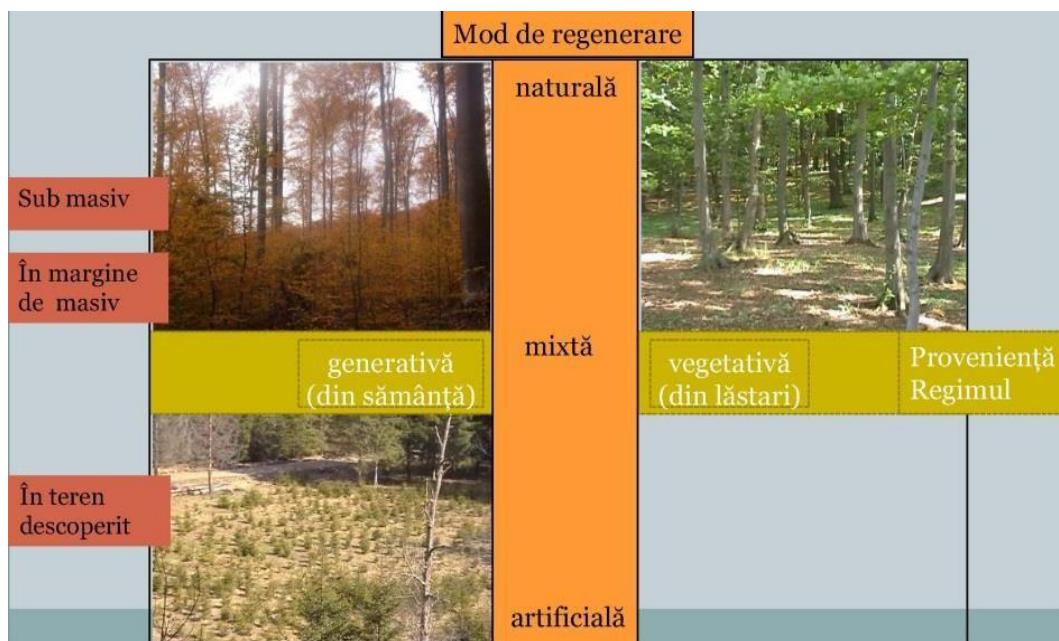 Mod de regenerare
naturală
Sub masiv
În margine
de masiv
generativă
(din sămânță)
mixtă
vegetativă
(din lăstari)
Proveniență
Regimul
În teren
descoperit
artificială